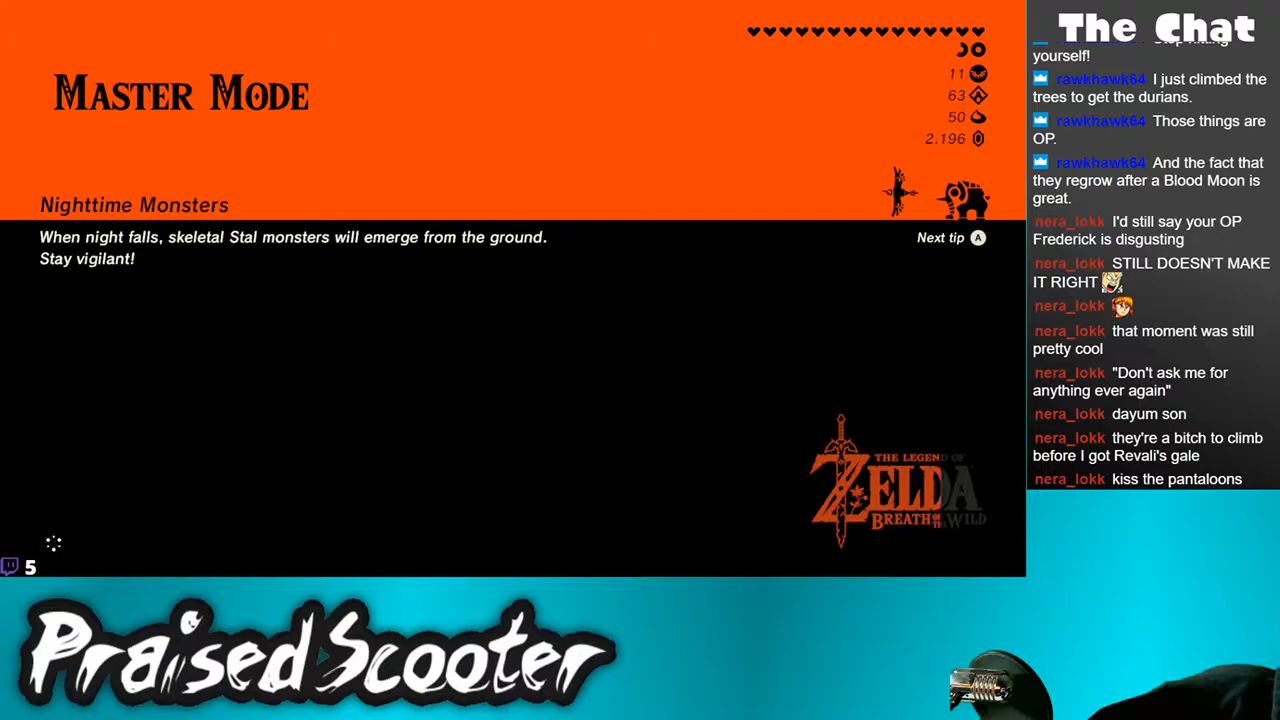 MASTER MODE
11
63
50
2.196
Nighttime Monsters
When night falls, skeletal Stal monsters will emerge from the ground.
Stay vigilant!
Next tip A
THE LEGEND OF
ZELDA
BREATH OF THE WILD
5
PraisedScooter
The Chat
yourself!
rawkhawk64 I just climbed the
trees to get the durians.
rawkhawk64 Those things are
OP.
rawkhawk64 And the fact that
they regrow after a Blood Moon is
great.
nera_lokk I'd still say your OP
Frederick is disgusting
nera_lokk STILL DOESN'T MAKE
IT RIGHT
nera_lokk
nera_lokk that moment was still
pretty cool
nera_lokk "Don't ask me for
anything ever again"
nera_lokk dayum son
nera_lokk they're a bitch to climb
before I got Revali's gale
nera_lokk kiss the pantaloons